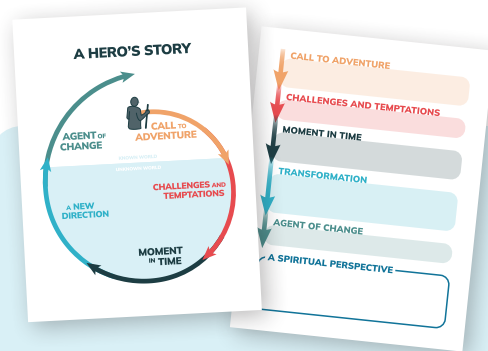 A HERO'S STORY
CALL TO
ADVENTURE
AGENT OF
CHANGE
CHALLENGES AND
TEMPTATIONS
A NEW
DIRECTION
MOMENT
IN TIME
CALL TO ADVENTURE
CHALLENGES AND TEMPTATIONS
MOMENT IN TIME
TRANSFORMATION
AGENT OF CHANGE
A SPIRITUAL PERSPECTIVE